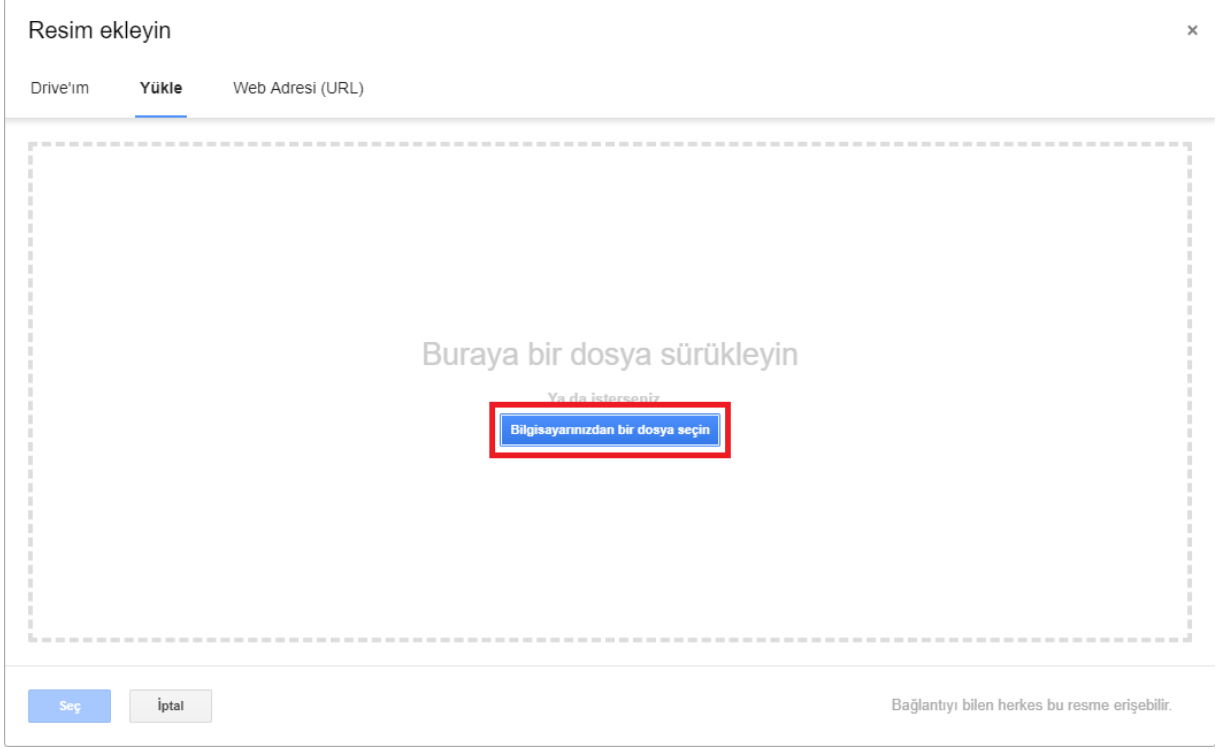 Resim ekleyin
×
Drive'ım Yükle Web Adresi (URL)
Buraya bir dosya sürükleyin
Ya da isterseniz
Bilgisayarınızdan bir dosya seçin
Seç İptal Bağlantıyı bilen herkes bu resme erişebilir.